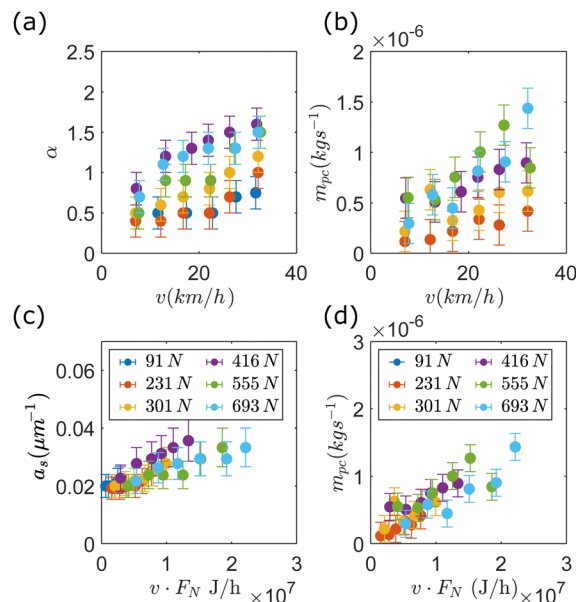 (a)
2.5
2
1.5
1
0.5
0
α
0 20 40
v(km/h)
(b)
×10⁻⁶
2
1.5
1
0.5
0
m_pc(kgs⁻¹)
0 20 40
v(km/h)
(c)
0.06
0.04
0.02
0
a_s(μm⁻¹)
91 N 416 N
231 N 555 N
301 N 693 N
0 1 2 3
v · F_N J/h ×10⁷
(d)
×10⁻⁶
3
2
1
0
m_pc(kgs⁻¹)
91 N 416 N
231 N 555 N
301 N 693 N
0 1 2 3
v · F_N (J/h) ×10⁷